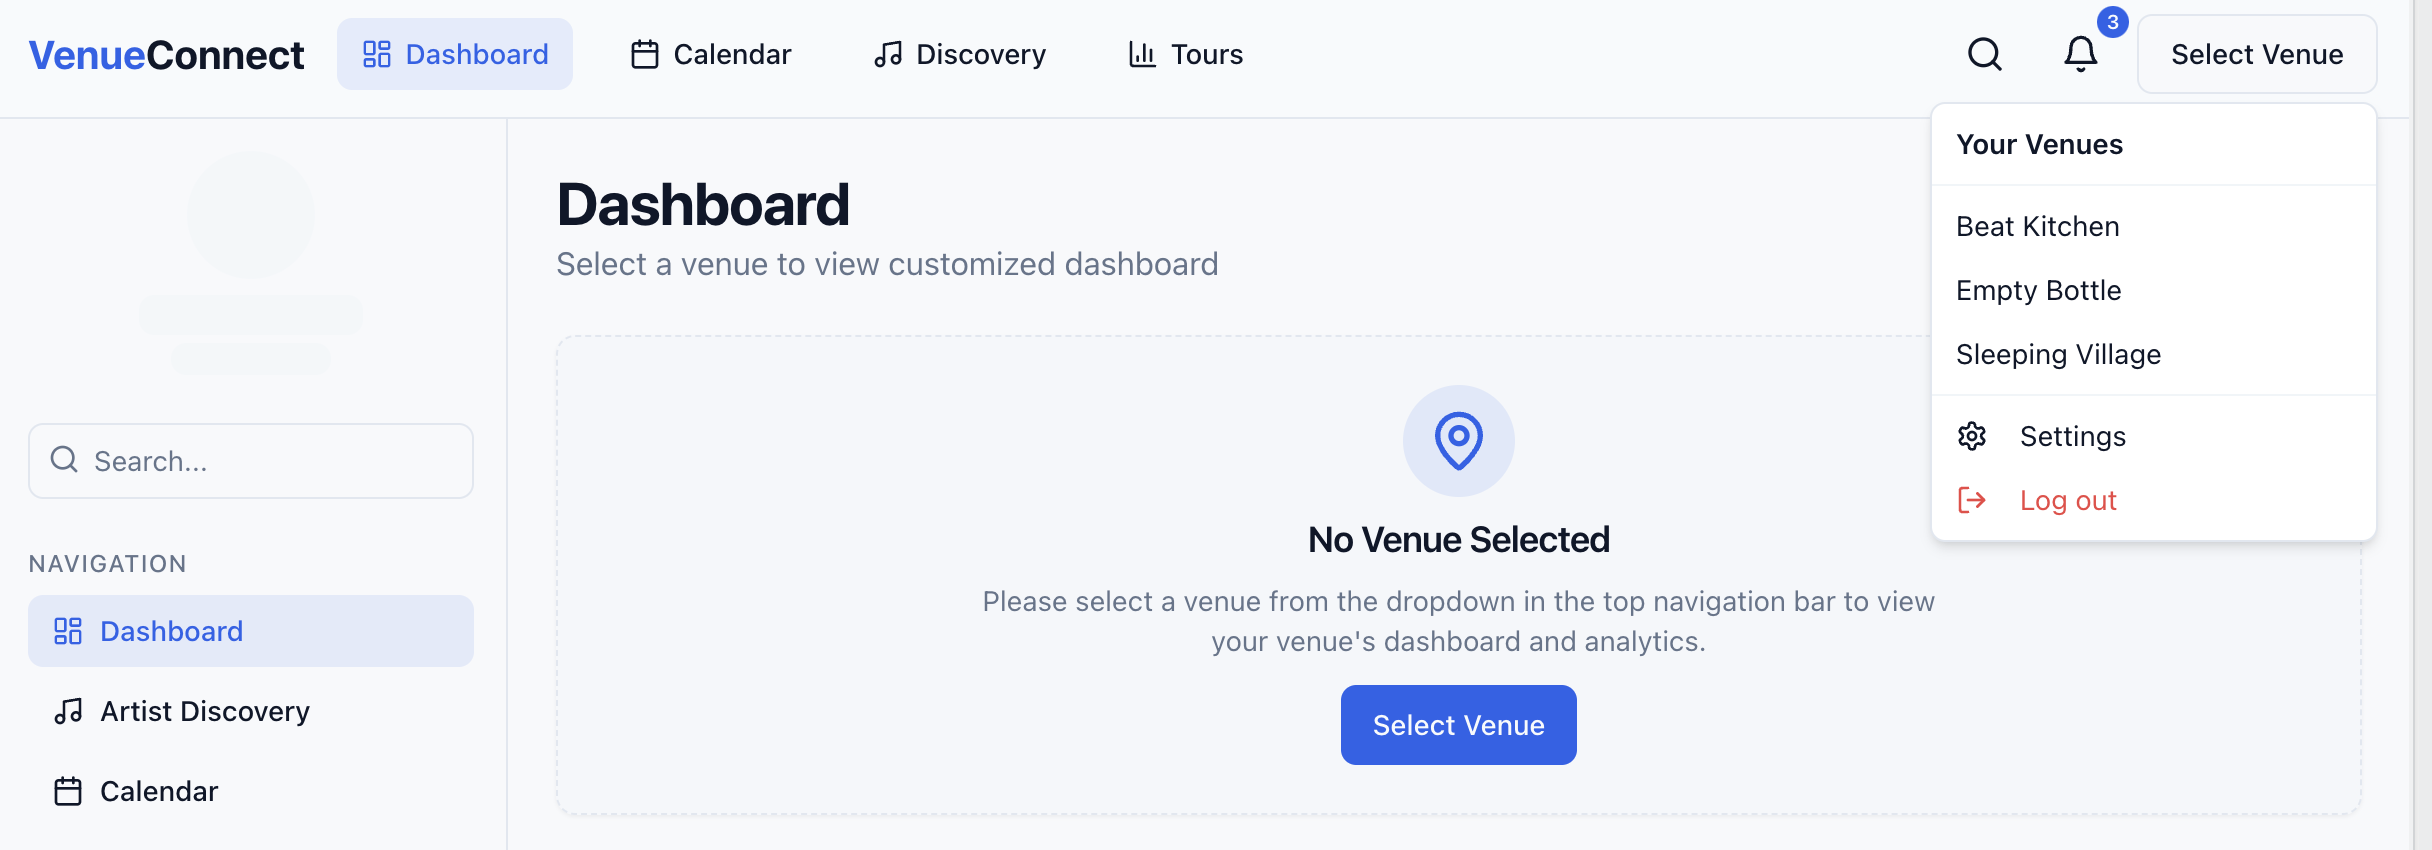 VenueConnect
Dashboard
Calendar
Discovery
Tours
3
Select Venue
Your Venues
Beat Kitchen
Empty Bottle
Sleeping Village
Settings
Log out
Search...
NAVIGATION
Dashboard
Artist Discovery
Calendar
Dashboard
Select a venue to view customized dashboard
No Venue Selected
Please select a venue from the dropdown in the top navigation bar to view
your venue's dashboard and analytics.
Select Venue